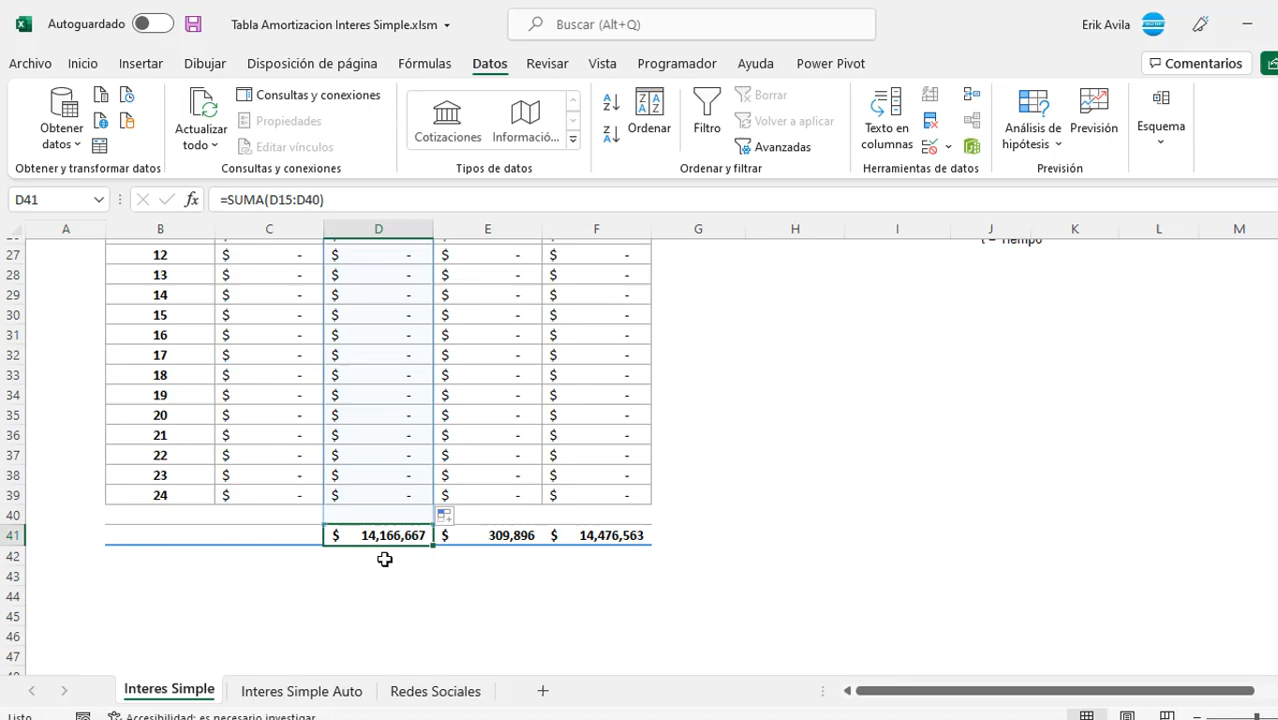 Autoguardado Tabla Amortizacion Interes Simple.xlsm Buscar (Alt+Q) Erik Avila
Archivo Inicio Insertar Dibujar Disposición de página Fórmulas Datos Revisar Vista Programador Ayuda Power Pivot Comentarios
Obtener datos Actualizar todo Consultas y conexiones Propiedades Editar vínculos Cotizaciones Informació... Ordenar Filtro Borrar Volver a aplicar Avanzadas Texto en columnas Análisis de hipótesis Previsión Esquema
Obtener y transformar datos Consultas y conexiones Tipos de datos Ordenar y filtrar Herramientas de datos Previsión
D41 fx =SUMA(D15:D40)
A B C D E F G H I J K L M
t = Tiempo
27 12 $ - $ - $ - $ -
28 13 $ - $ - $ - $ -
29 14 $ - $ - $ - $ -
30 15 $ - $ - $ - $ -
31 16 $ - $ - $ - $ -
32 17 $ - $ - $ - $ -
33 18 $ - $ - $ - $ -
34 19 $ - $ - $ - $ -
35 20 $ - $ - $ - $ -
36 21 $ - $ - $ - $ -
37 22 $ - $ - $ - $ -
38 23 $ - $ - $ - $ -
39 24 $ - $ - $ - $ -
40
41 $ 14,166,667 $ 309,896 $ 14,476,563
42
43
44
45
46
47
Interes Simple Interes Simple Auto Redes Sociales
Listo Accesibilidad: es necesario investigar